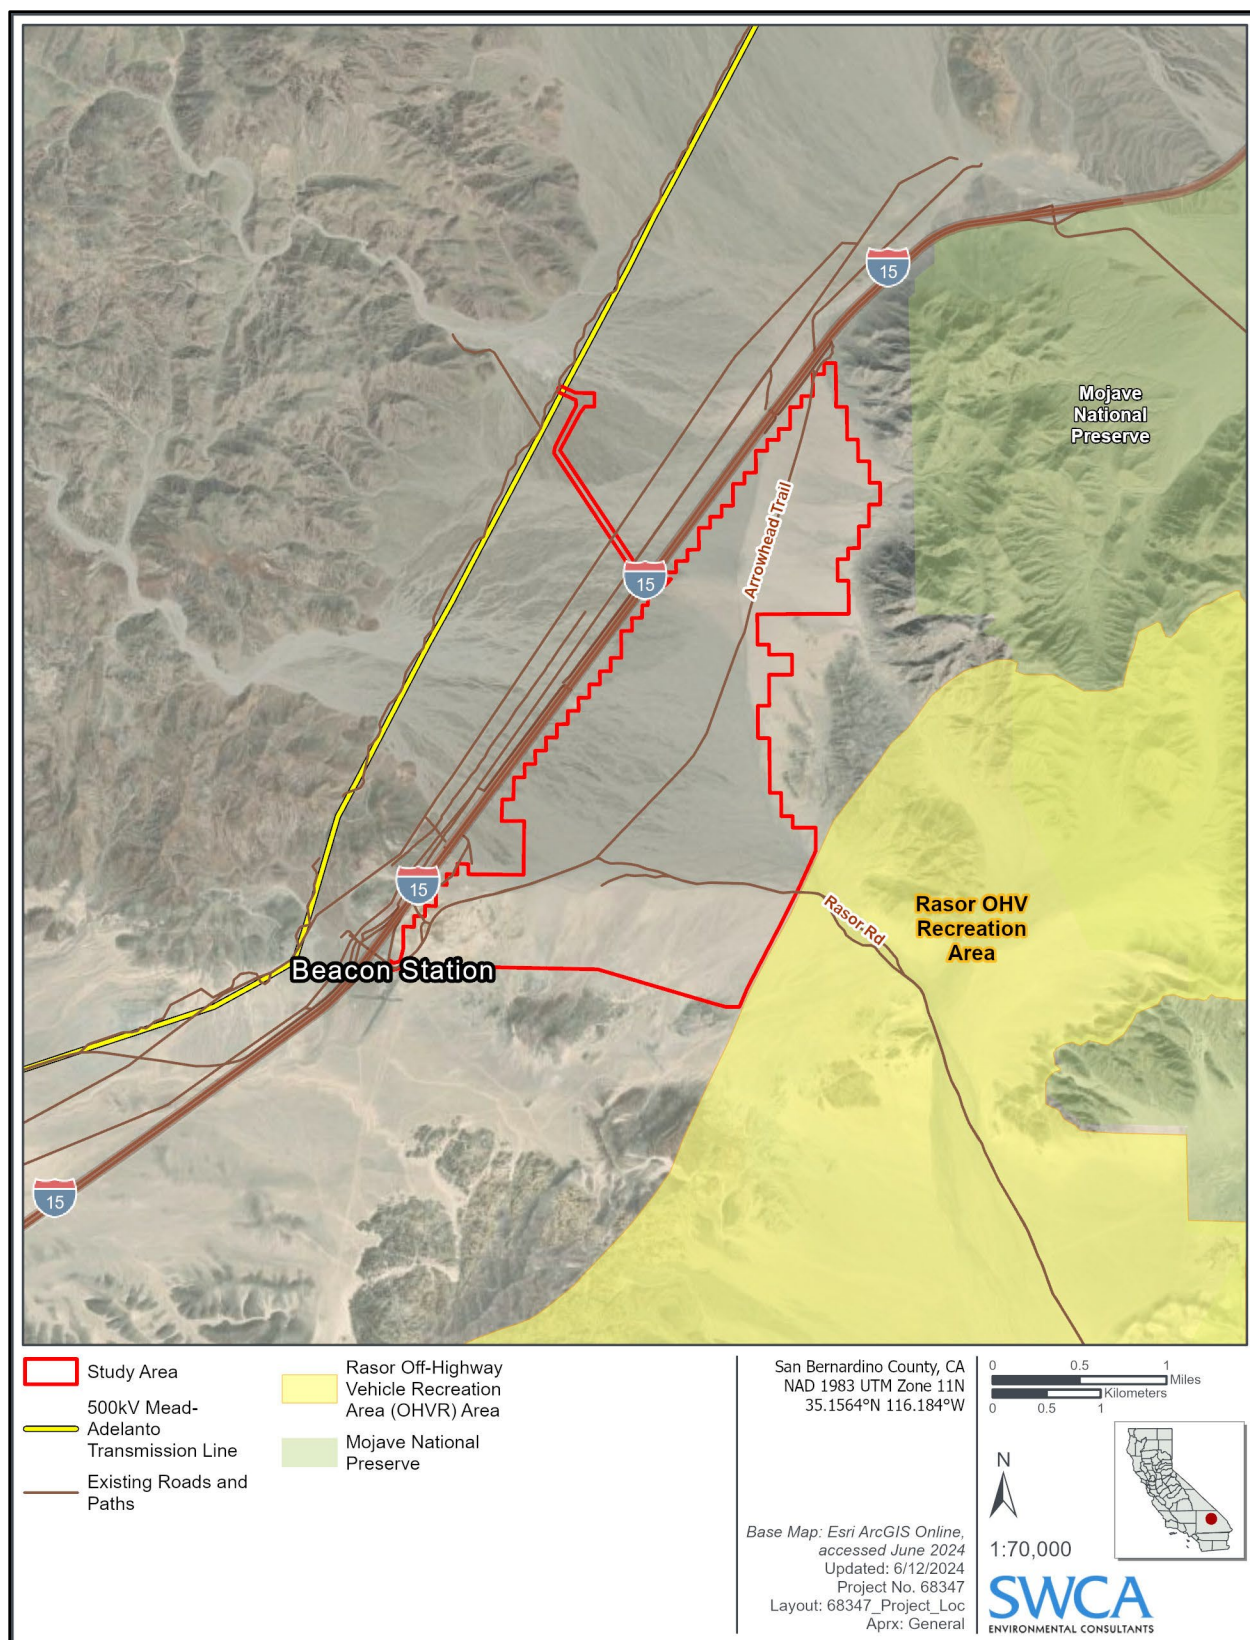 15
Mojave
National
Preserve
Arrowhead Trail
15
15
Rasor Rd
Rasor OHV
Recreation
Area
Beacon Station
15
Study Area
500kV Mead-
Adelanto
Transmission Line
Existing Roads and
Paths
Rasor Off-Highway
Vehicle Recreation
Area (OHVR) Area
Mojave National
Preserve
San Bernardino County, CA
NAD 1983 UTM Zone 11N
35.1564°N 116.184°W
Base Map: Esri ArcGIS Online,
accessed June 2024
Updated: 6/12/2024
Project No. 68347
Layout: 68347_Project_Loc
Aprx: General
0 0.5 1
Miles
Kilometers
0 0.5 1
N
1:70,000
SWCA
ENVIRONMENTAL CONSULTANTS